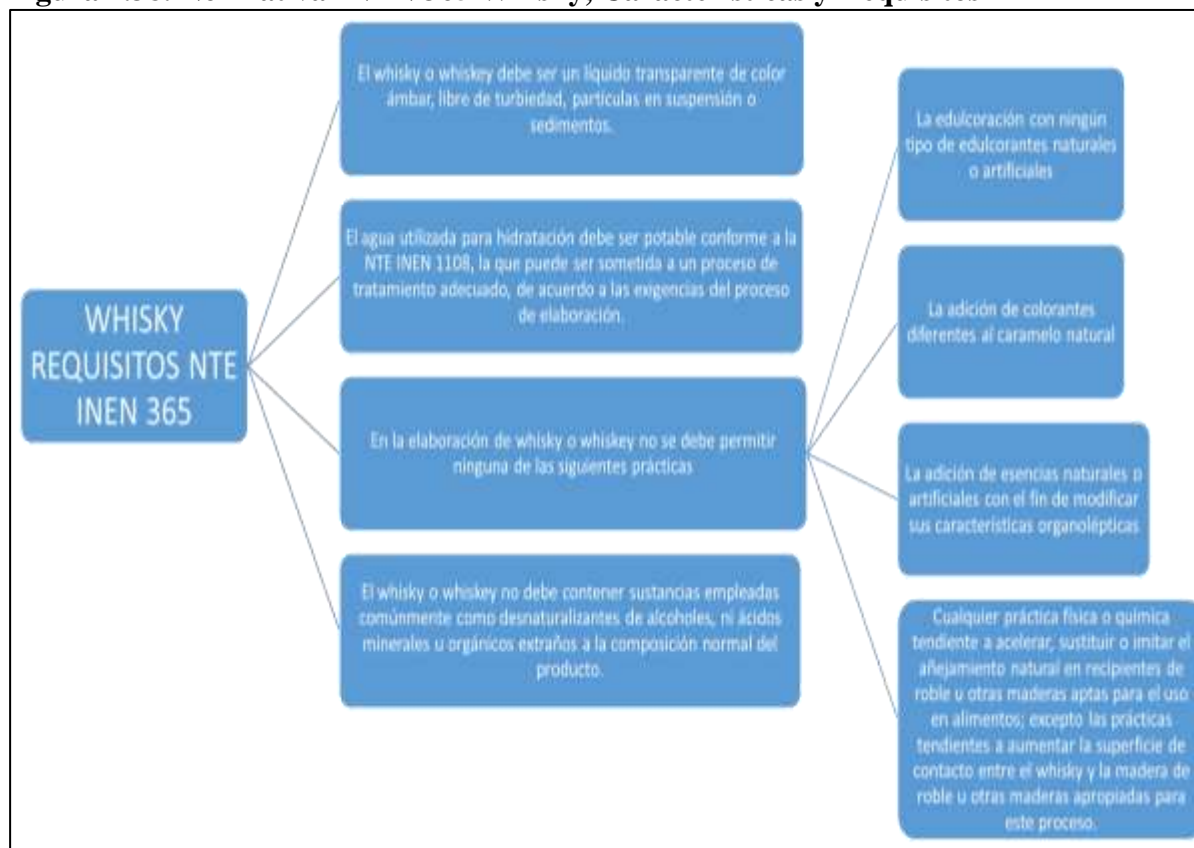 WHISKY
REQUISITOS NTE
INEN 365
El whisky o whiskey debe ser un líquido transparente de color
ámbar, libre de turbiedad, partículas en suspensión o
sedimentos.
El agua utilizada para hidratación debe ser potable conforme a la
NTE INEN 1108, la que puede ser sometida a un proceso de
tratamiento adecuado, de acuerdo a las exigencias del proceso
de elaboración.
En la elaboración de whisky o whiskey no se debe permitir
ninguna de las siguientes prácticas
El whisky o whiskey no debe contener sustancias empleadas
comúnmente como desnaturalizantes de alcoholes, ni ácidos
minerales u orgánicos extraños a la composición normal del
producto.
La edulcoración con ningún
tipo de edulcorantes naturales
o artificiales
La adición de colorantes
diferentes al caramelo natural
La adición de esencias naturales o
artificiales con el fin de modificar
sus características organolépticas
Cualquier práctica física o química
tendiente a acelerar, sustituir o imitar el
añejamiento natural en recipientes de
roble u otras maderas aptas para el uso
en alimentos; excepto las prácticas
tendientes a aumentar la superficie de
contacto entre el whisky y la madera de
roble u otras maderas apropiadas para
este proceso.